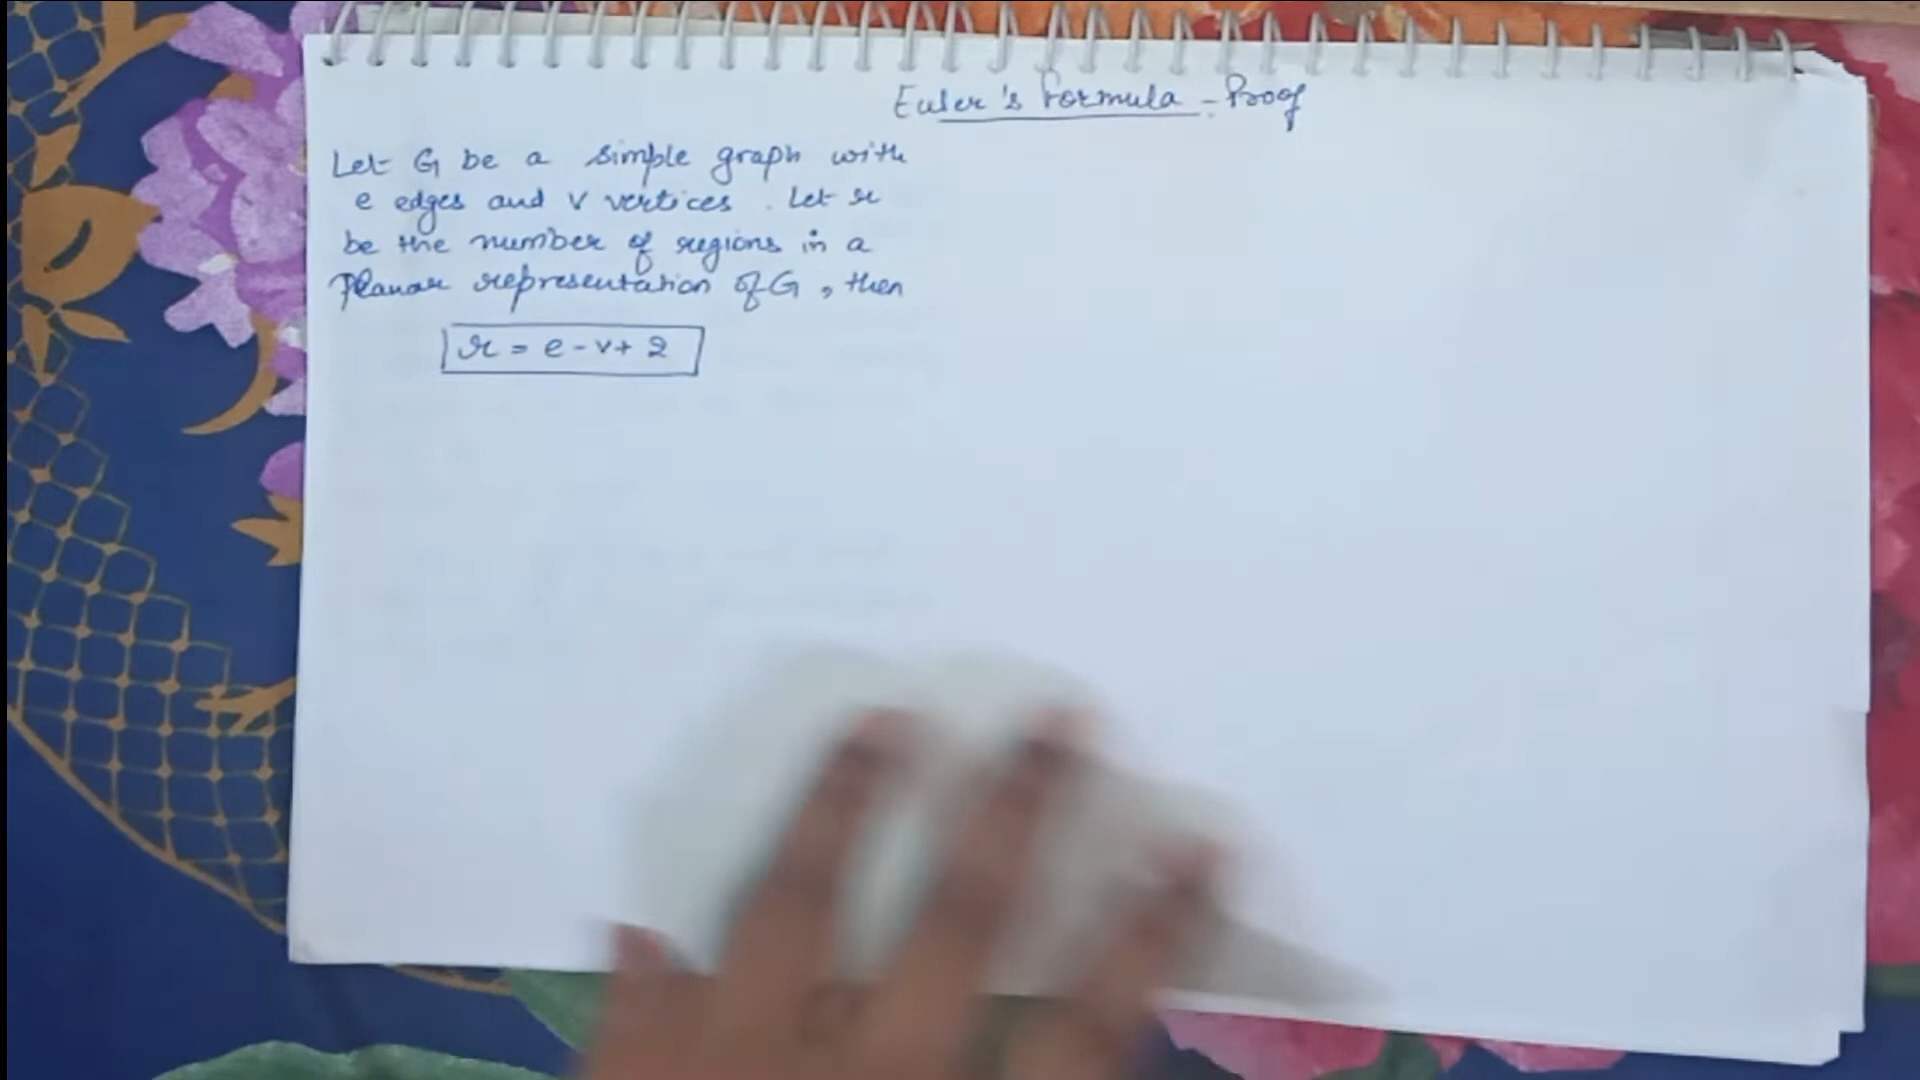 Euler's Formula - Proof
Let G be a simple graph with
e edges and v vertices. Let r
be the number of regions in a
Planar representation of G, then
r = e - v + 2